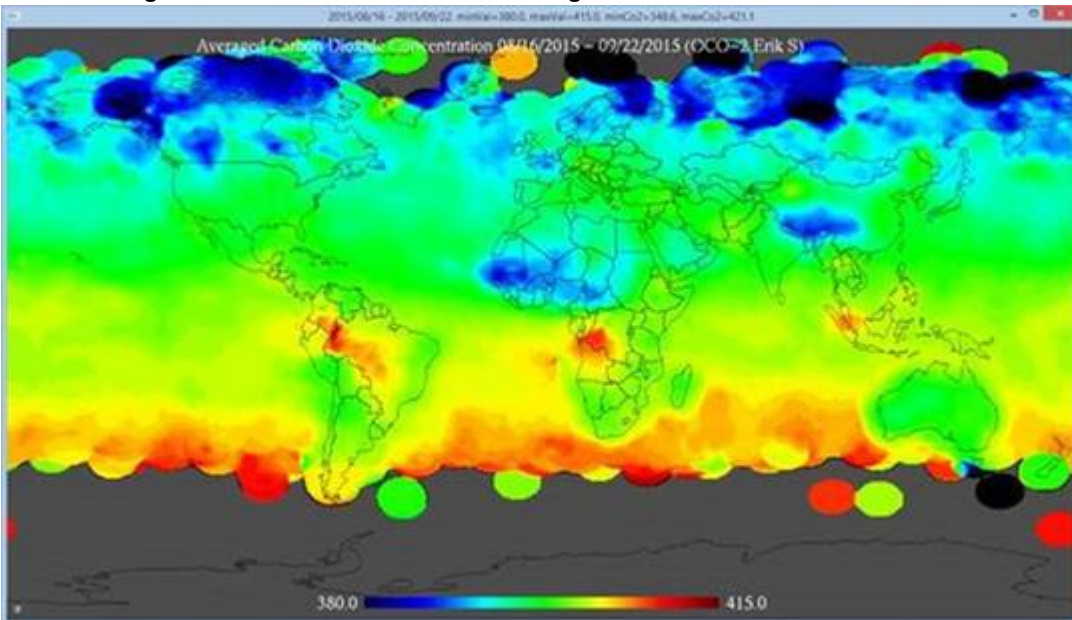 2015/08/16 - 2015/09/22 minVal=380.0, maxVal=415.0, minCo2=348.6, maxCo2=421.1
Averaged Carbon Dioxide Concentration 08/16/2015 - 09/22/2015 (OCO-2 Erik S)
380.0 415.0